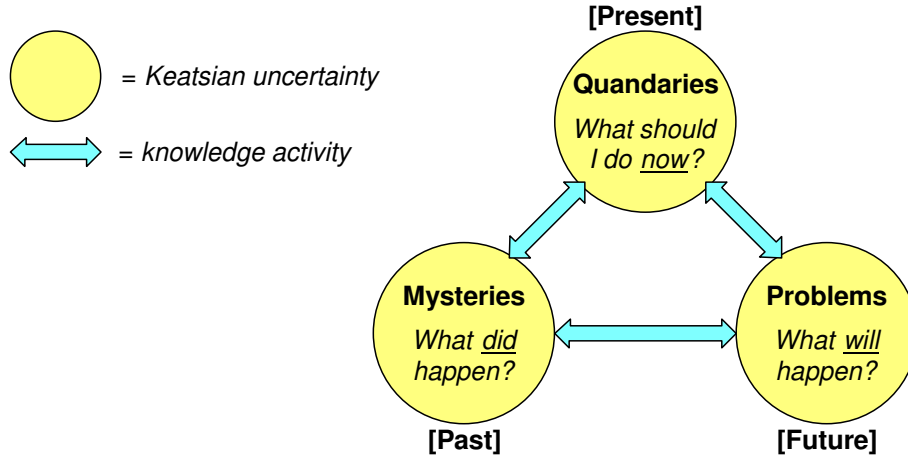 [Present]
= Keatsian uncertainty
Quandaries
What should
I do now?
= knowledge activity
Mysteries
What did
happen?
Problems
What will
happen?
[Past]
[Future]